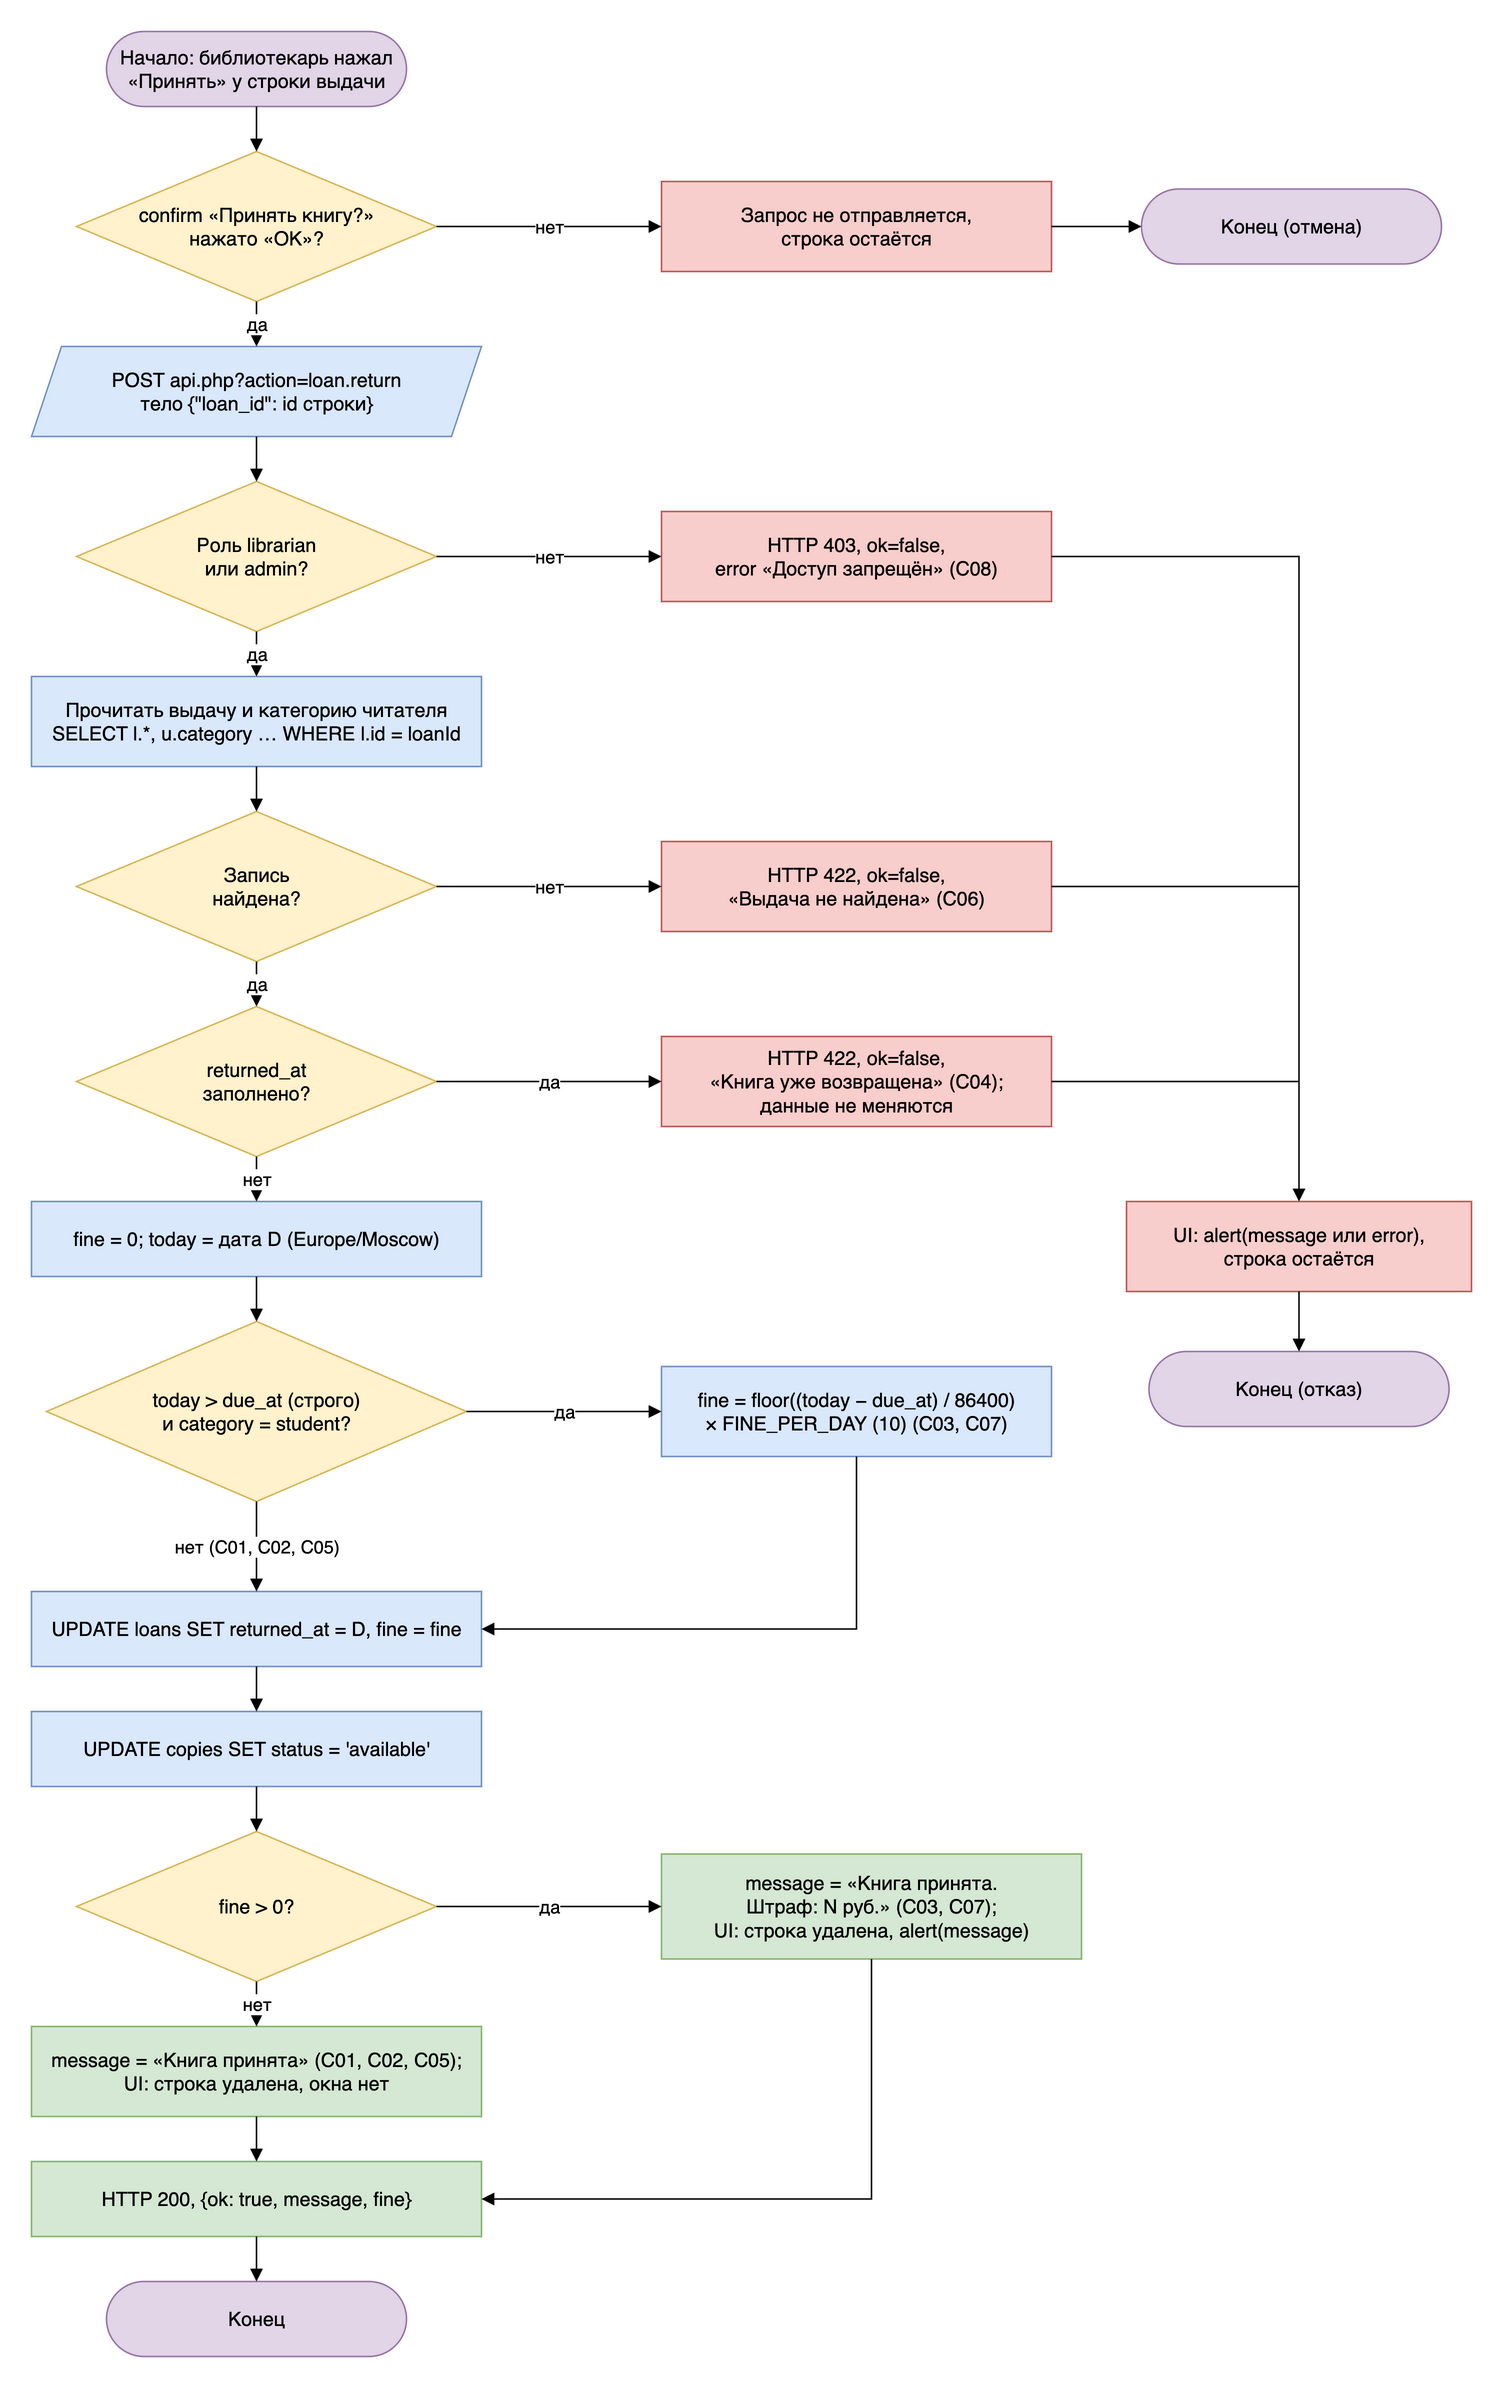 Начало: библиотекарь нажал
«Принять» у строки выдачи
confirm «Принять книгу?»
нажато «OK»?
нет
Запрос не отправляется,
строка остаётся
Конец (отмена)
да
POST api.php?action=loan.return
тело {"loan_id": id строки}
Роль librarian
или admin?
нет
HTTP 403, ok=false,
error «Доступ запрещён» (C08)
да
Прочитать выдачу и категорию читателя
SELECT l.*, u.category … WHERE l.id = loanId
Запись
найдена?
нет
HTTP 422, ok=false,
«Выдача не найдена» (C06)
да
returned_at
заполнено?
да
HTTP 422, ok=false,
«Книга уже возвращена» (C04);
данные не меняются
нет
fine = 0; today = дата D (Europe/Moscow)
UI: alert(message или error),
строка остаётся
today > due_at (строго)
и category = student?
да
fine = floor((today − due_at) / 86400)
× FINE_PER_DAY (10) (C03, C07)
Конец (отказ)
нет (C01, C02, C05)
UPDATE loans SET returned_at = D, fine = fine
UPDATE copies SET status = 'available'
fine > 0?
да
message = «Книга принята.
Штраф: N руб.» (C03, C07);
UI: строка удалена, alert(message)
нет
message = «Книга принята» (C01, C02, C05);
UI: строка удалена, окна нет
HTTP 200, {ok: true, message, fine}
Конец